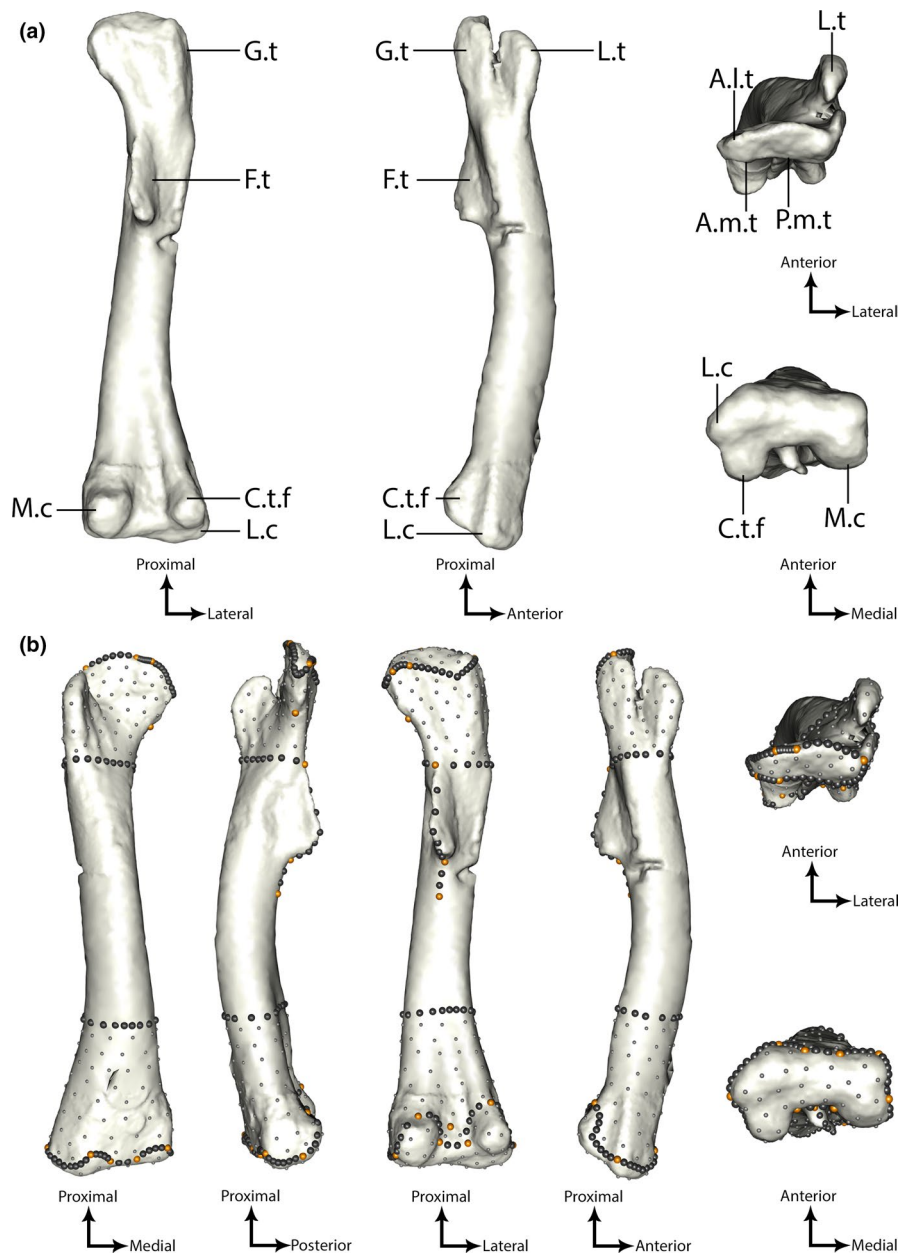 (a)
G.t
F.t
M.c
C.t.f
L.c
Proximal
Lateral
G.t
L.t
F.t
C.t.f
L.c
Proximal
Anterior
L.t
A.l.t
A.m.t
P.m.t
Anterior
Lateral
L.c
C.t.f
M.c
Anterior
Medial
(b)
Anterior
Lateral
Proximal
Medial
Proximal
Posterior
Proximal
Lateral
Proximal
Anterior
Anterior
Medial